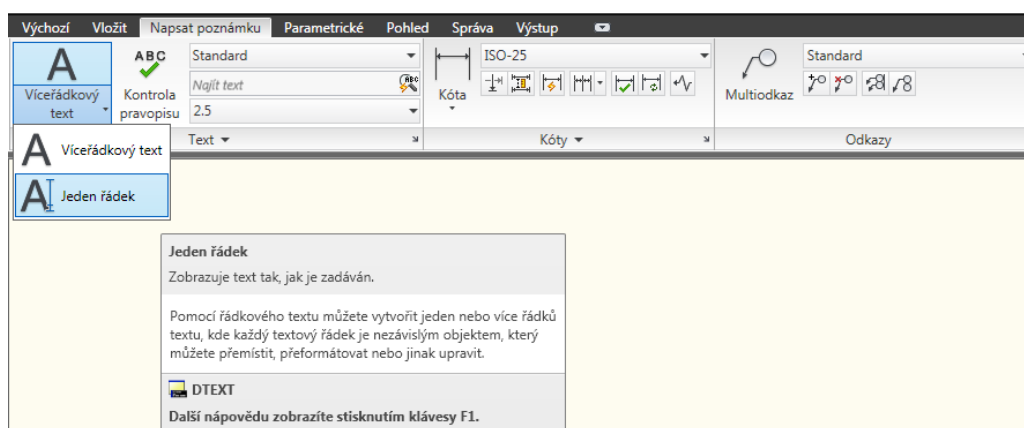 Výchozí Vložit Napsat poznámku Parametrické Pohled Správa Výstup
A ABC Standard ISO-25 Standard
Najít text ABC
Víceřádkový text
Kontrola pravopisu
2.5
Kóta
Multiodkaz
Text Kóty Odkazy
A Víceřádkový text
A Jeden řádek
Jeden řádek
Zobrazuje text tak, jak je zadáván.
Pomocí řádkového textu můžete vytvořit jeden nebo více řádků
textu, kde každý textový řádek je nezávislým objektem, který
můžete přemístit, přeformátovat nebo jinak upravit.
DTEXT
Další nápovědu zobrazíte stisknutím klávesy F1.